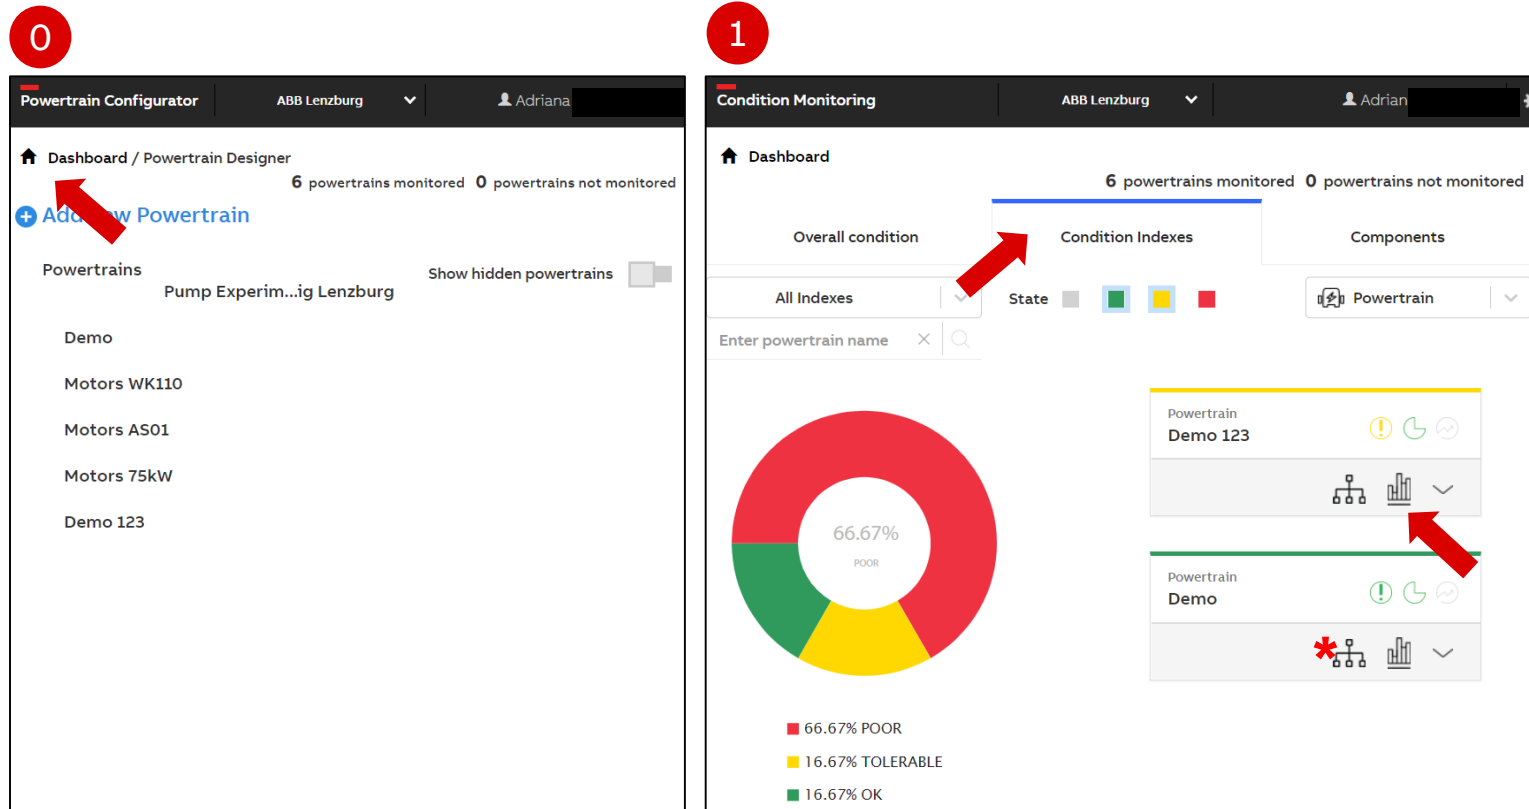 0
Powertrain Configurator
ABB Lenzburg
Adriana
Dashboard / Powertrain Designer
6 powertrains monitored 0 powertrains not monitored
Add New Powertrain
Powertrains
Show hidden powertrains
Pump Experim...ig Lenzburg
Demo
Motors WK110
Motors AS01
Motors 75kW
Demo 123
1
Condition Monitoring
ABB Lenzburg
Adrian
Dashboard
6 powertrains monitored 0 powertrains not monitored
Overall condition
Condition Indexes
Components
All Indexes
State
Powertrain
Enter powertrain name
66.67%
POOR
Powertrain
Demo 123
Powertrain
Demo
*
66.67% POOR
16.67% TOLERABLE
16.67% OK